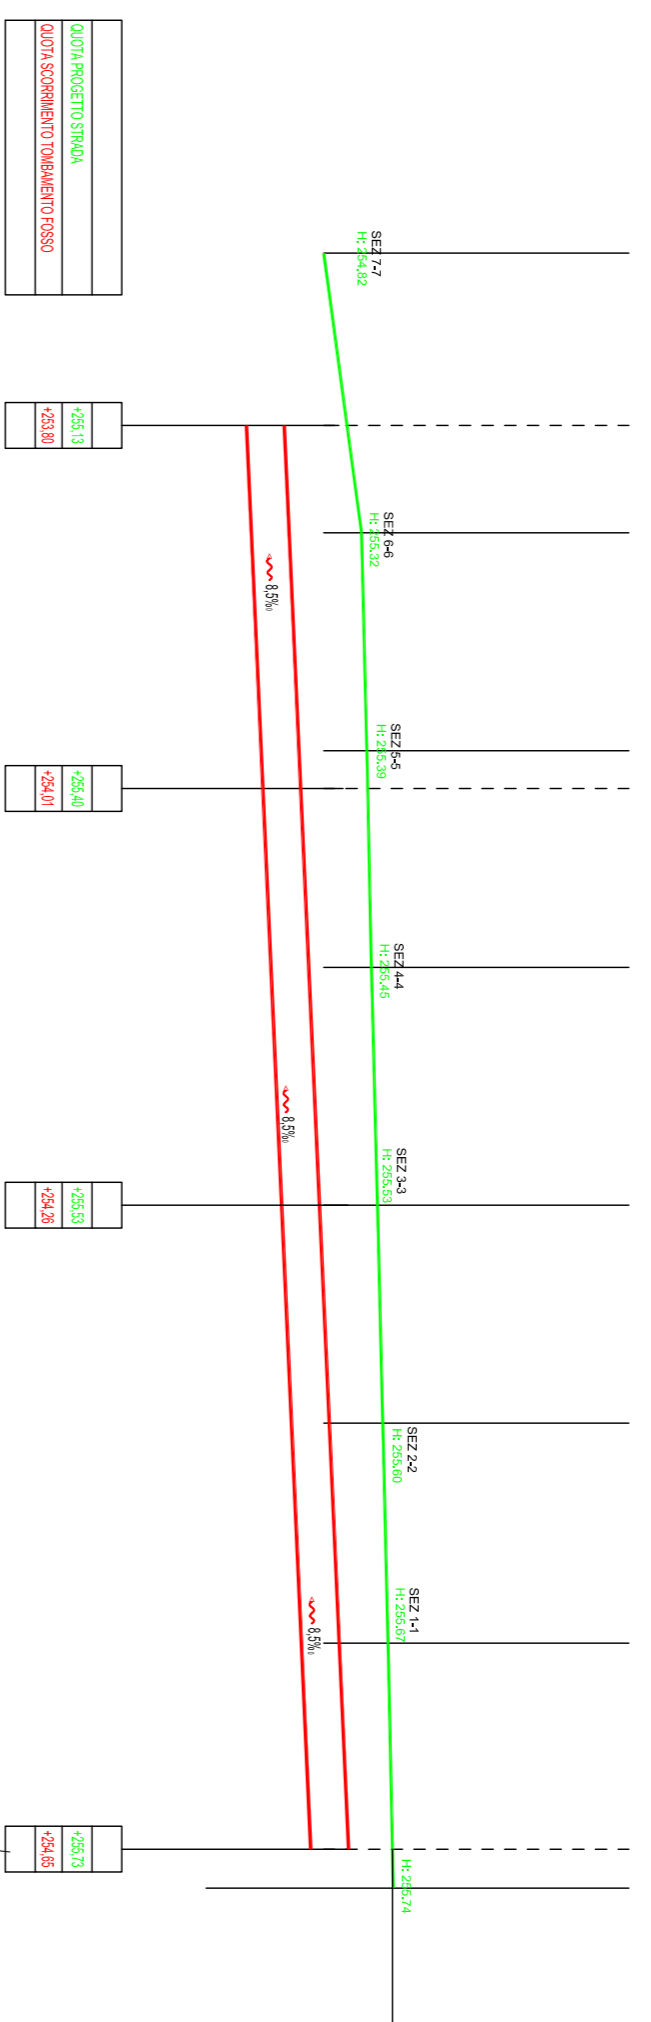 QUOTA PROGETTO STRADA
QUOTA SCORRIMENTO TOMBAMENTO FOSSO
SEZ 7-7
H: 254.82
+255,13
+253,80
SEZ 6-6
H: 255.32
8,5‰
SEZ 5-5
H: 255.39
+255,40
+254,01
SEZ 4-4
H: 255.45
8,5‰
SEZ 3-3
H: 255.53
+255,53
+254,26
SEZ 2-2
H: 255.60
SEZ 1-1
H: 255.67
8,5‰
+255,73
+254,65
H: 255.74